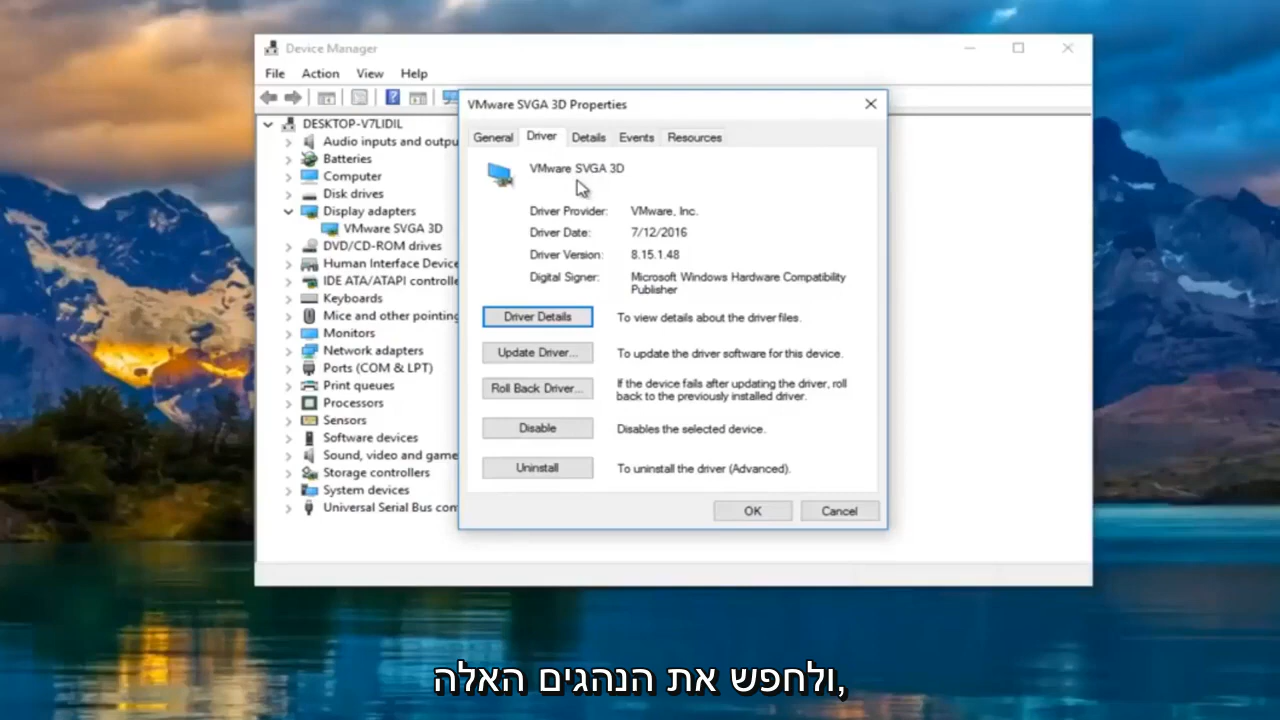 Device Manager
File Action View Help
DESKTOP-V7LIDIL
Audio inputs and outpu
Batteries
Computer
Disk drives
Display adapters
VMware SVGA 3D
DVD/CD-ROM drives
Human Interface Device
IDE ATA/ATAPI controlle
Keyboards
Mice and other pointing
Monitors
Network adapters
Ports (COM & LPT)
Print queues
Processors
Sensors
Software devices
Sound, video and game
Storage controllers
System devices
Universal Serial Bus con
VMware SVGA 3D Properties
General Driver Details Events Resources
VMware SVGA 3D
Driver Provider: VMware, Inc.
Driver Date: 7/12/2016
Driver Version: 8.15.1.48
Digital Signer: Microsoft Windows Hardware Compatibility
Publisher
Driver Details To view details about the driver files.
Update Driver... To update the driver software for this device.
Roll Back Driver... If the device fails after updating the driver, roll
back to the previously installed driver.
Disable Disables the selected device.
Uninstall To uninstall the driver (Advanced).
OK Cancel
ולחפש את הנהגים האלה,